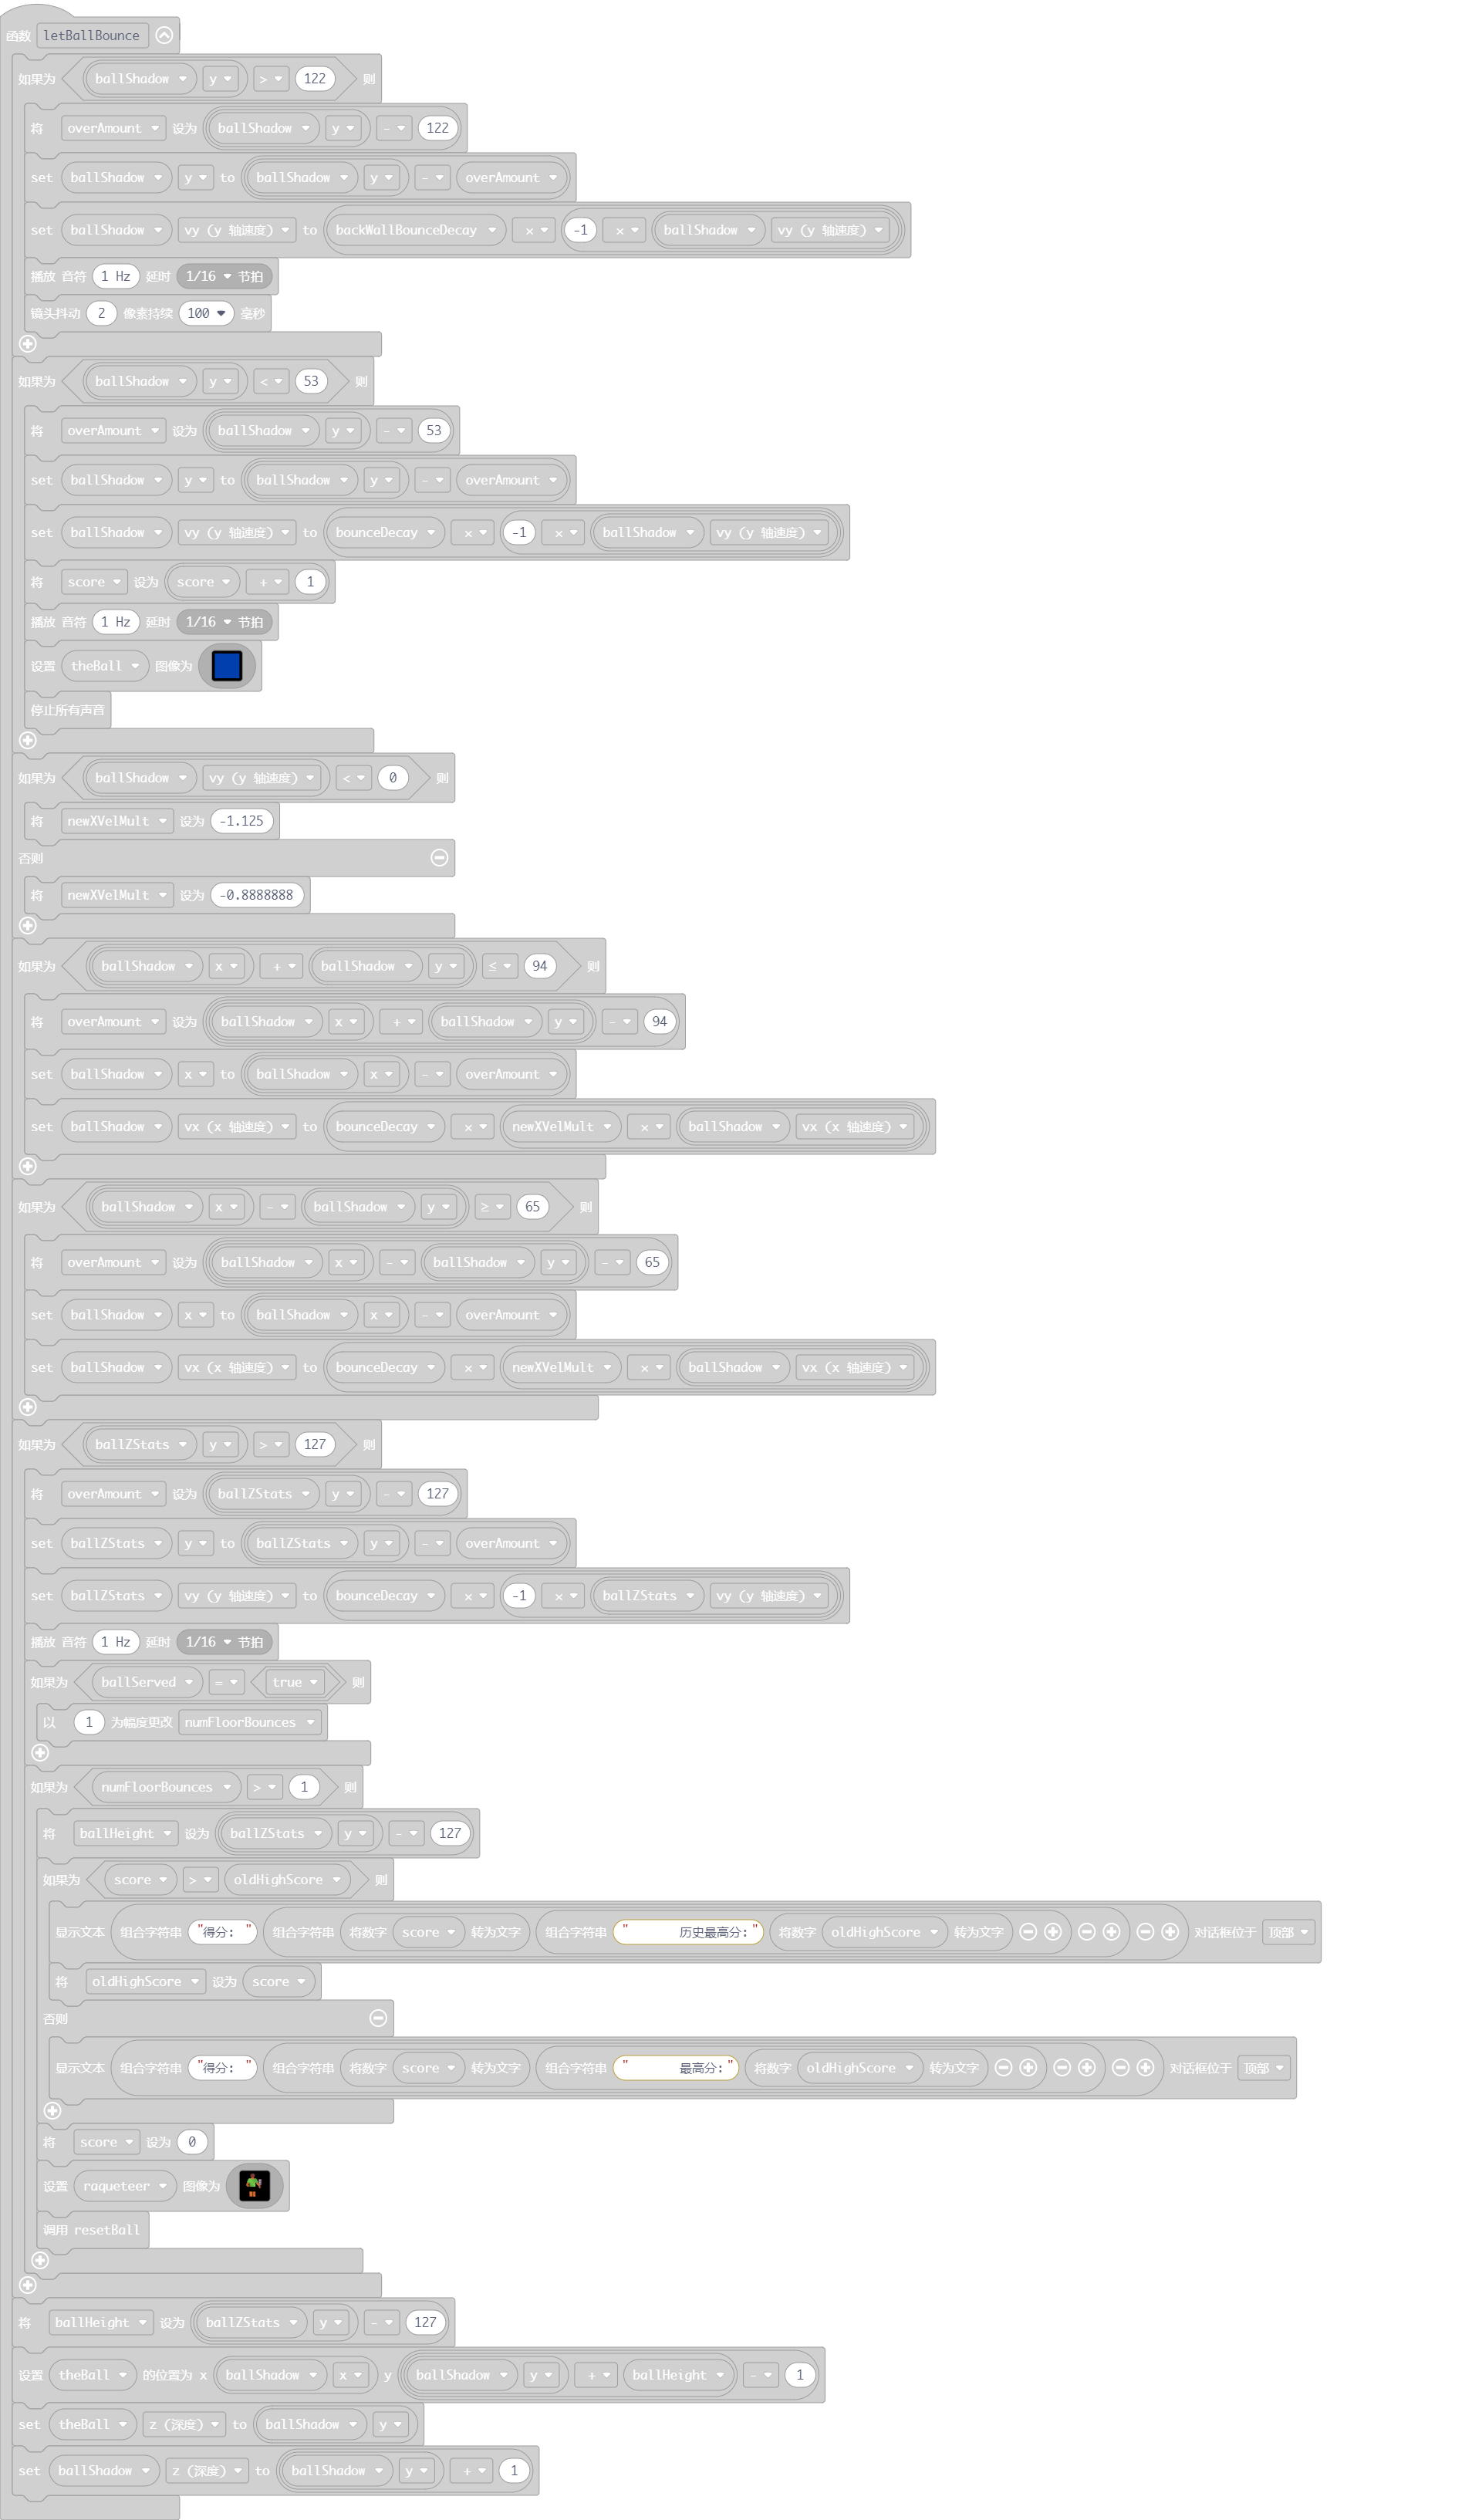 函数 letBallBounce
如果为 ballShadow y > 122 则
将 overAmount 设为 ballShadow y - 122
set ballShadow y to ballShadow y - overAmount
set ballShadow vy (y 轴速度) to backWallBounceDecay × -1 × ballShadow vy (y 轴速度)
播放 音符 1 Hz 延时 1/16 节拍
镜头抖动 2 像素持续 100 毫秒
如果为 ballShadow y < 53 则
将 overAmount 设为 ballShadow y - 53
set ballShadow y to ballShadow y - overAmount
set ballShadow vy (y 轴速度) to bounceDecay × -1 × ballShadow vy (y 轴速度)
将 score 设为 score + 1
播放 音符 1 Hz 延时 1/16 节拍
设置 theBall 图像为
停止所有声音
如果为 ballShadow vy (y 轴速度) < 0 则
将 newXVelMult 设为 -1.125
否则
将 newXVelMult 设为 -0.8888888
如果为 ballShadow x + ballShadow y ≤ 94 则
将 overAmount 设为 ballShadow x + ballShadow y - 94
set ballShadow x to ballShadow x - overAmount
set ballShadow vx (x 轴速度) to bounceDecay × newXVelMult × ballShadow vx (x 轴速度)
如果为 ballShadow x - ballShadow y ≥ 65 则
将 overAmount 设为 ballShadow x - ballShadow y - 65
set ballShadow x to ballShadow x - overAmount
set ballShadow vx (x 轴速度) to bounceDecay × newXVelMult × ballShadow vx (x 轴速度)
如果为 ballZStats y > 127 则
将 overAmount 设为 ballZStats y - 127
set ballZStats y to ballZStats y - overAmount
set ballZStats vy (y 轴速度) to bounceDecay × -1 × ballZStats vy (y 轴速度)
播放 音符 1 Hz 延时 1/16 节拍
如果为 ballServed = true 则
以 1 为幅度更改 numFloorBounces
如果为 numFloorBounces > 1 则
将 ballHeight 设为 ballZStats y - 127
如果为 score > oldHighScore 则
显示文本 组合字符串 "得分: " 组合字符串 将数字 score 转为文字 组合字符串 " 历史最高分:" 将数字 oldHighScore 转为文字 对话框位于 顶部
将 oldHighScore 设为 score
否则
显示文本 组合字符串 "得分: " 组合字符串 将数字 score 转为文字 组合字符串 " 最高分:" 将数字 oldHighScore 转为文字 对话框位于 顶部
将 score 设为 0
设置 raqueteer 图像为
调用 resetBall
将 ballHeight 设为 ballZStats y - 127
设置 theBall 的位置为 x ballShadow x y ballShadow y + ballHeight - 1
set theBall z (深度) to ballShadow y
set ballShadow z (深度) to ballShadow y + 1